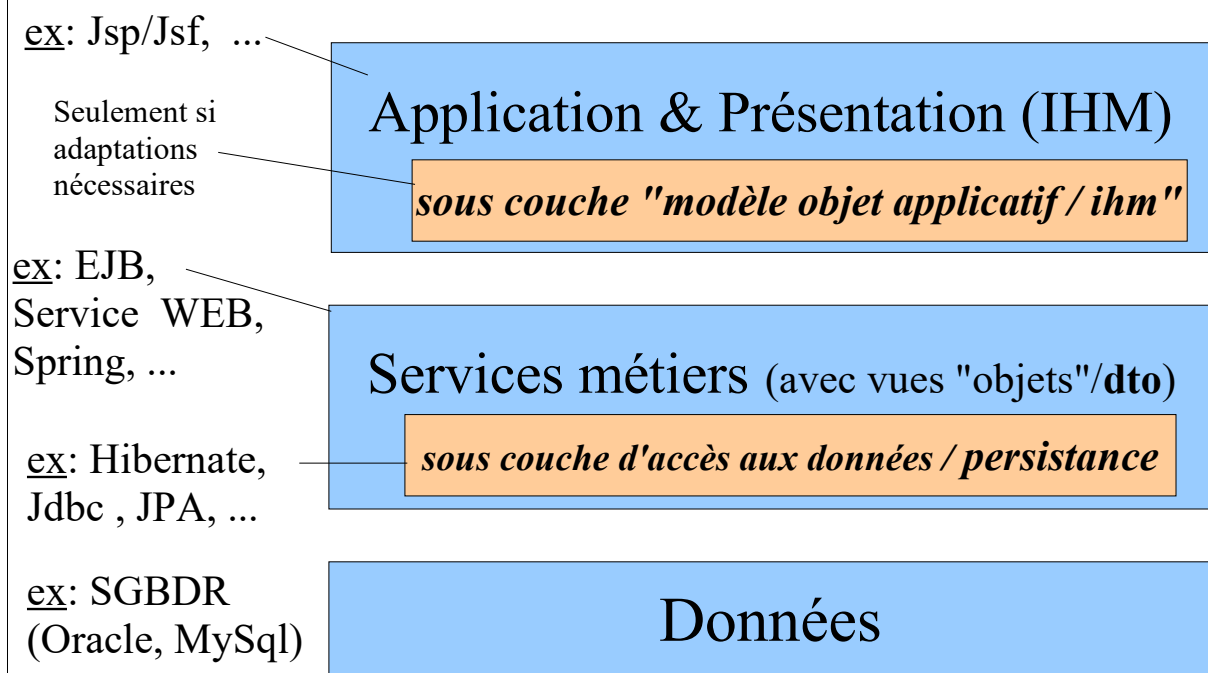 ex: Jsp/Jsf, ...
Application & Présentation (IHM)
Seulement si
adaptations
nécessaires
sous couche "modèle objet applicatif / ihm"
ex: EJB,
Service WEB,
Spring, ...
Services métiers (avec vues "objets"/dto)
ex: Hibernate,
Jdbc , JPA, ...
sous couche d'accès aux données / persistance
ex: SGBDR
(Oracle, MySql)
Données